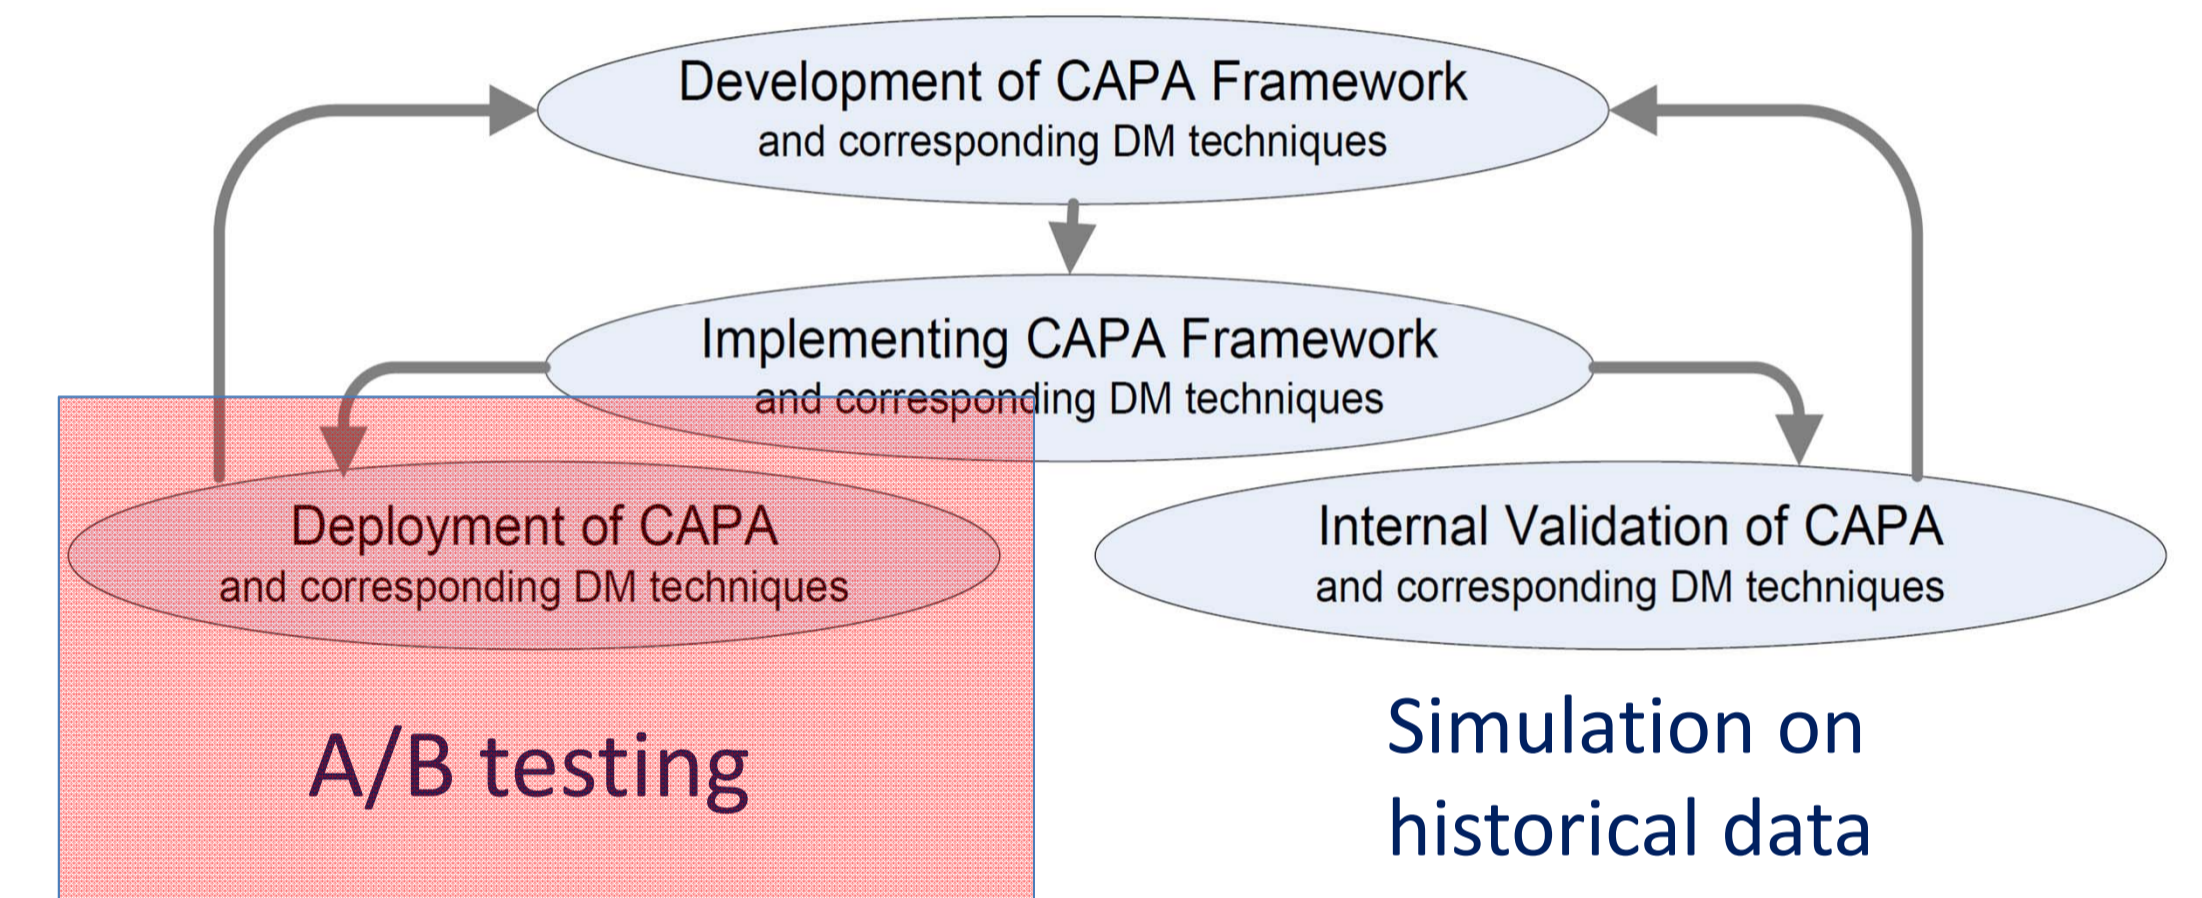 Development of CAPA Framework
and corresponding DM techniques
Implementing CAPA Framework
and corresponding DM techniques
Deployment of CAPA
and corresponding DM techniques
Internal Validation of CAPA
and corresponding DM techniques
A/B testing
Simulation on
historical data